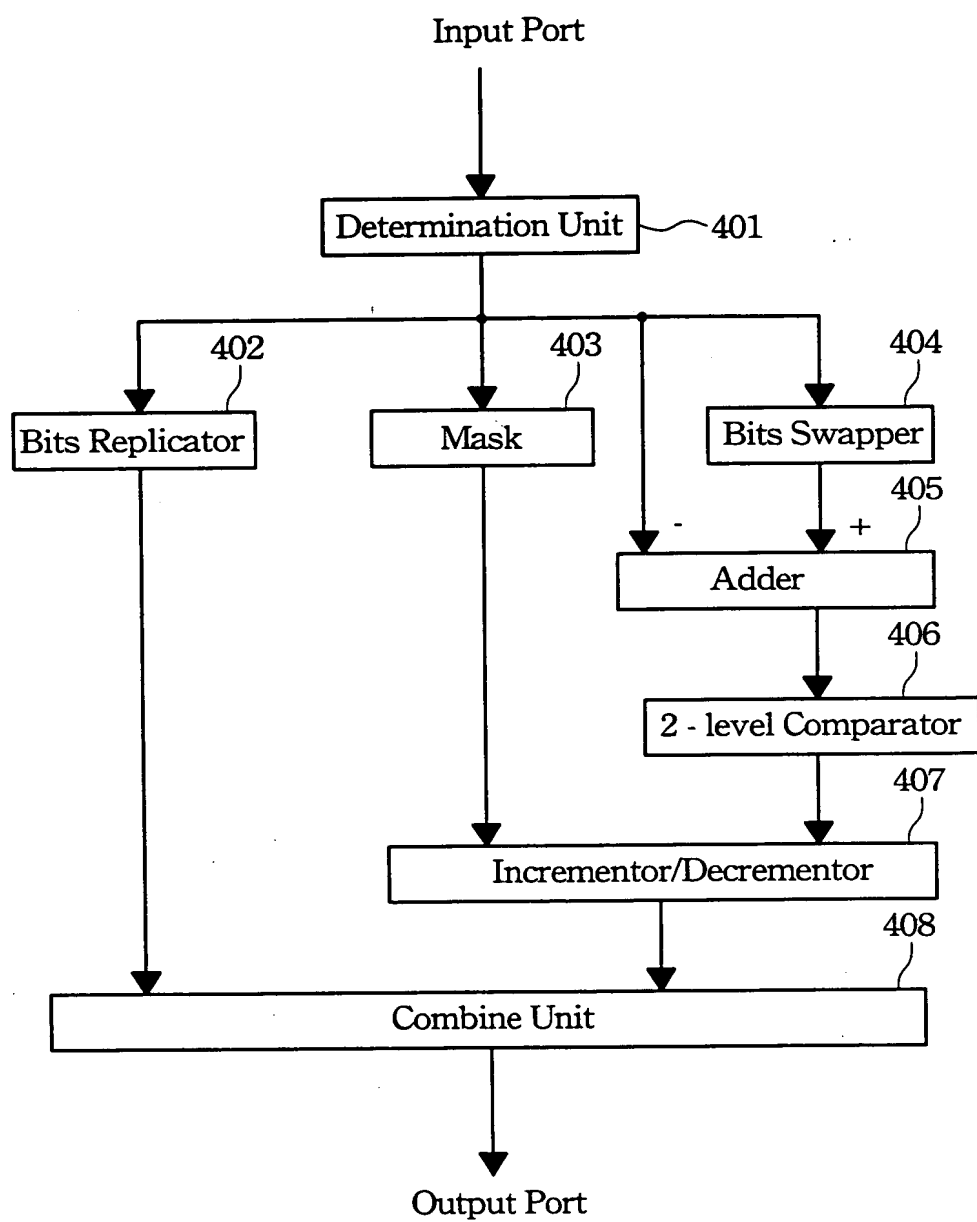 Input Port
Determination Unit
401
402
403
404
Bits Replicator
Mask
Bits Swapper
405
-
+
Adder
406
2 - level Comparator
407
Incrementor/Decrementor
408
Combine Unit
Output Port